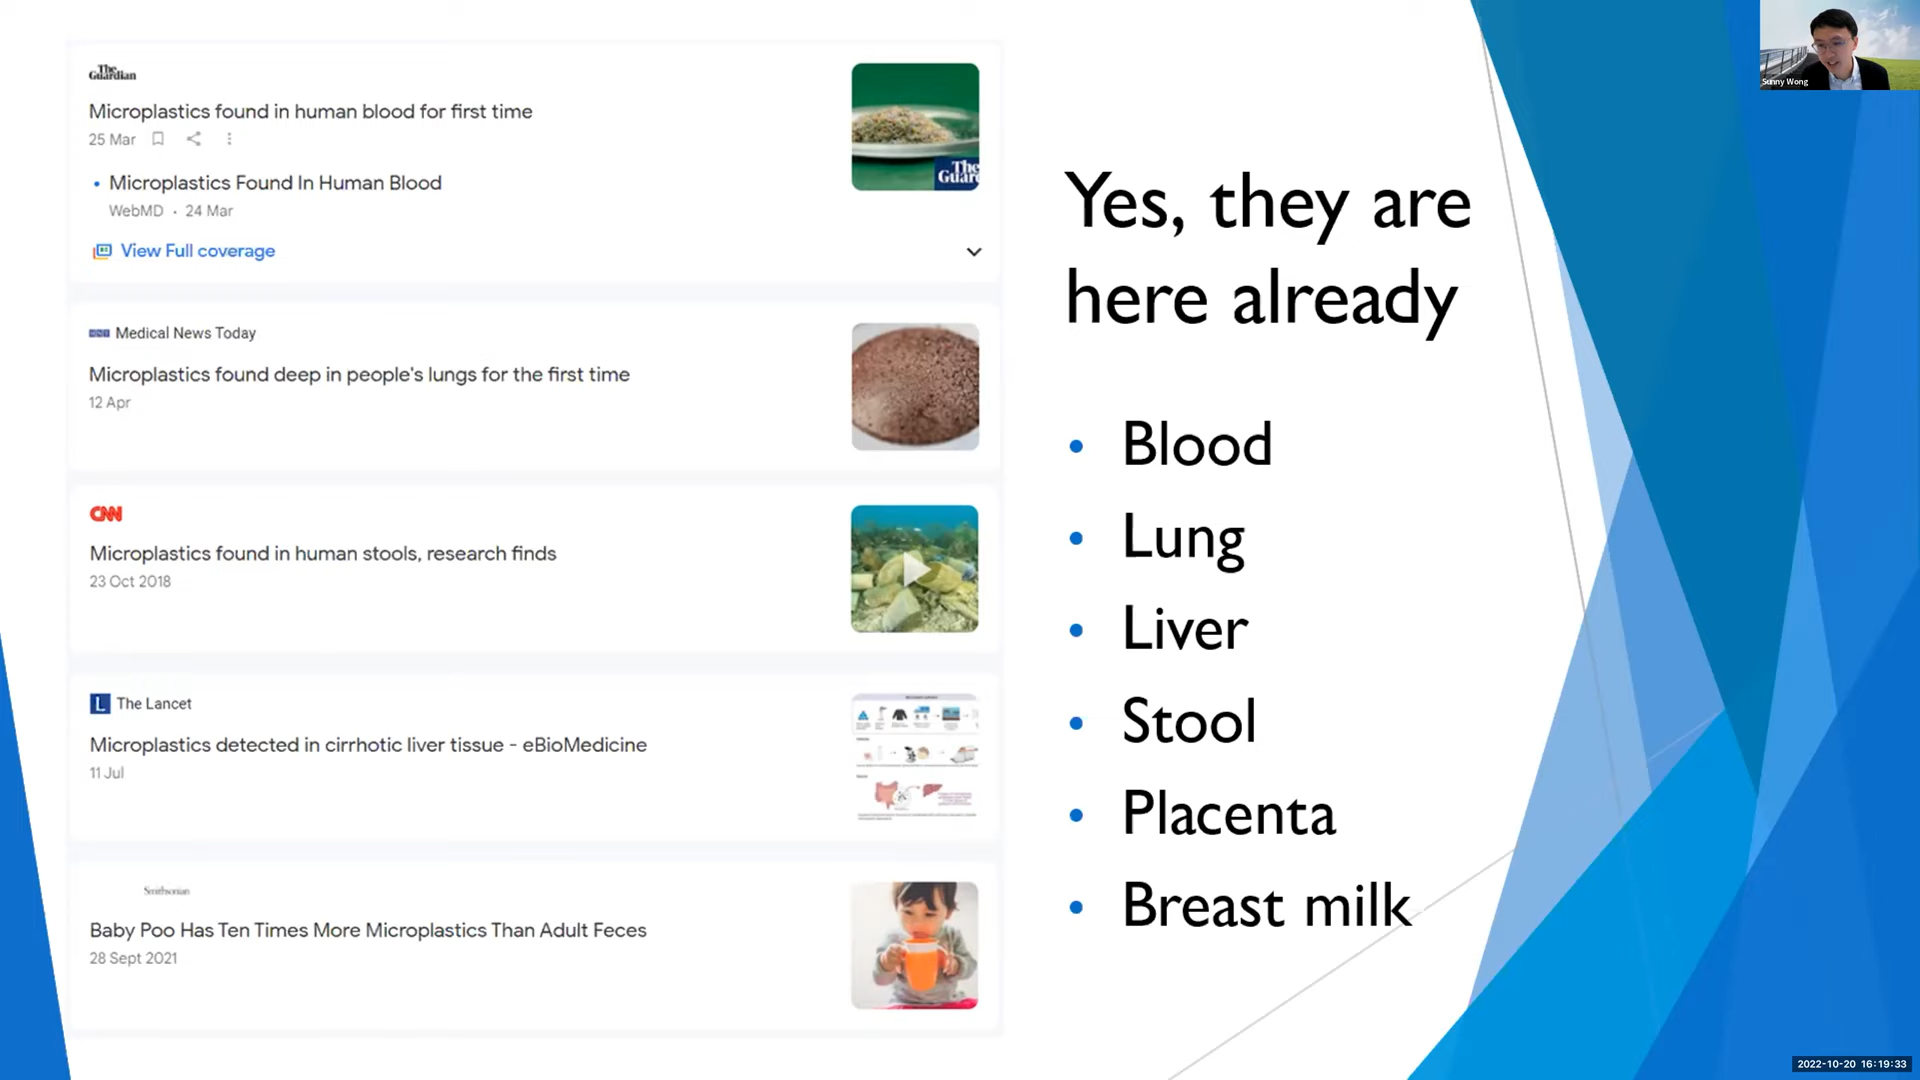 The Guardian
Microplastics found in human blood for first time
25 Mar
• Microplastics Found In Human Blood
WebMD • 24 Mar
View Full coverage
The
Guar
Medical News Today
Microplastics found deep in people's lungs for the first time
12 Apr
CNN
Microplastics found in human stools, research finds
23 Oct 2018
L The Lancet
Microplastics detected in cirrhotic liver tissue - eBioMedicine
11 Jul
Smithsonian
Baby Poo Has Ten Times More Microplastics Than Adult Feces
28 Sept 2021
Yes, they are
here already
• Blood
• Lung
• Liver
• Stool
• Placenta
• Breast milk
Sunny Wong
2022-10-20 16:19:33